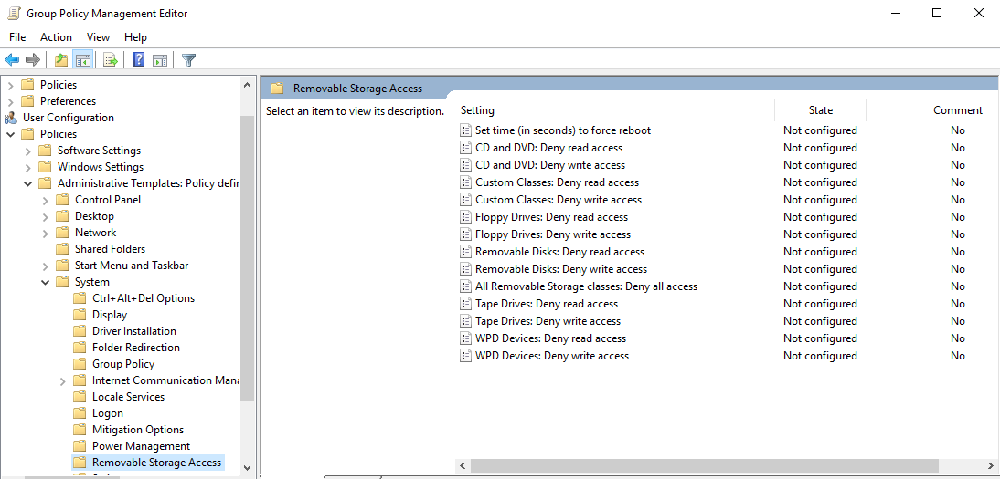 Group Policy Management Editor
File Action View Help
Policies
Preferences
User Configuration
Policies
Software Settings
Windows Settings
Administrative Templates: Policy defin
Control Panel
Desktop
Network
Shared Folders
Start Menu and Taskbar
System
Ctrl+Alt+Del Options
Display
Driver Installation
Folder Redirection
Group Policy
Internet Communication Mana
Locale Services
Logon
Mitigation Options
Power Management
Removable Storage Access
Removable Storage Access
Select an item to view its description.
Setting State Comment
Set time (in seconds) to force reboot Not configured No
CD and DVD: Deny read access Not configured No
CD and DVD: Deny write access Not configured No
Custom Classes: Deny read access Not configured No
Custom Classes: Deny write access Not configured No
Floppy Drives: Deny read access Not configured No
Floppy Drives: Deny write access Not configured No
Removable Disks: Deny read access Not configured No
Removable Disks: Deny write access Not configured No
All Removable Storage classes: Deny all access Not configured No
Tape Drives: Deny read access Not configured No
Tape Drives: Deny write access Not configured No
WPD Devices: Deny read access Not configured No
WPD Devices: Deny write access Not configured No